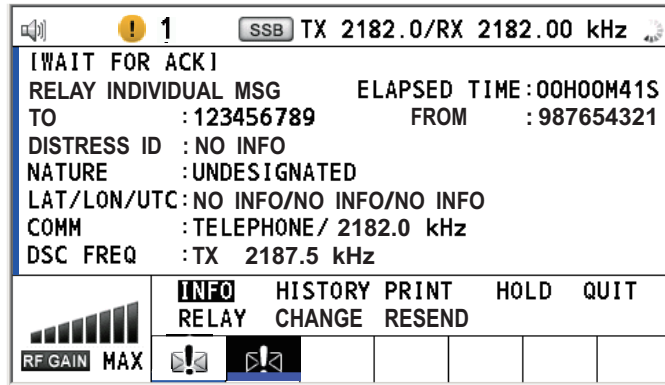 ! 1 SSB TX 2182.0/RX 2182.00 kHz
[WAIT FOR ACK]
RELAY INDIVIDUAL MSG ELAPSED TIME:00H00M41S
TO :123456789 FROM :987654321
DISTRESS ID : NO INFO
NATURE :UNDESIGNATED
LAT/LON/UTC:NO INFO/NO INFO/NO INFO
COMM :TELEPHONE/ 2182.0 kHz
DSC FREQ :TX 2187.5 kHz
INFO HISTORY PRINT HOLD QUIT
RELAY CHANGE RESEND
RF GAIN MAX